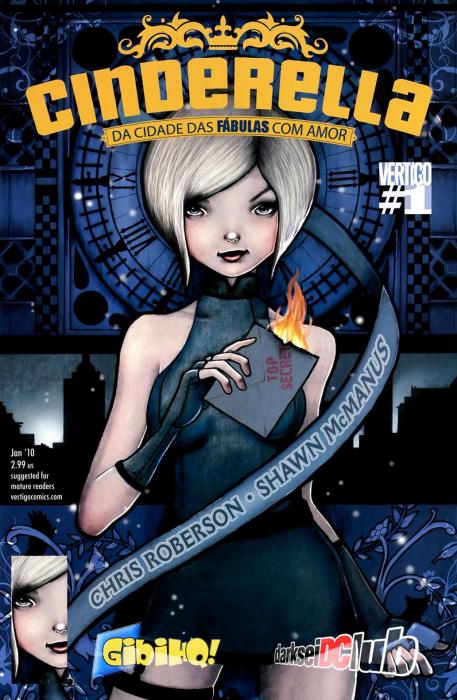 CINDERELLA
DA CIDADE DAS FÁBULAS COM AMOR
VERTIGO
#1
TOP
SECRET
CHRIS ROBERSON · SHAWN McMANUS
Jan '10
2.99 US
suggested for
mature readers
vertigocomics.com
GibiHQ!
darkseiDClub